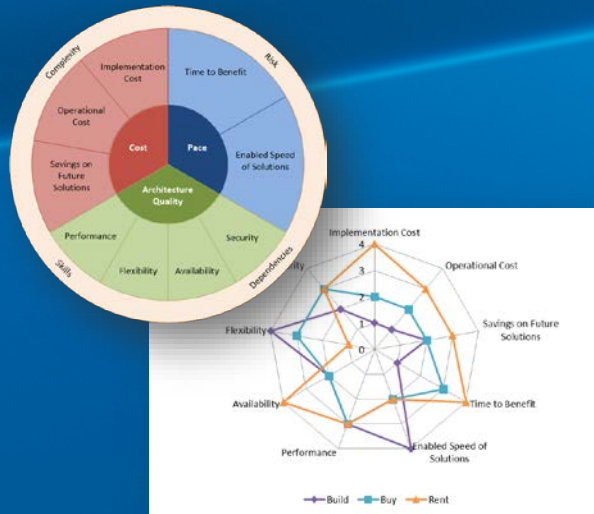 Complexity
Risk
Implementation
Cost
Time to Benefit
Operational
Cost
Cost
Pace
Enabled Speed
of Solutions
Savings on
Future
Solutions
Architecture
Quality
Performance
Security
Flexibility
Availability
Skills
Dependencies
Implementation Cost
4
3
2
1
0
Operational Cost
Savings on Future
Solutions
Time to Benefit
Enabled Speed of
Solutions
Performance
Availability
Flexibility
Build
Buy
Rent